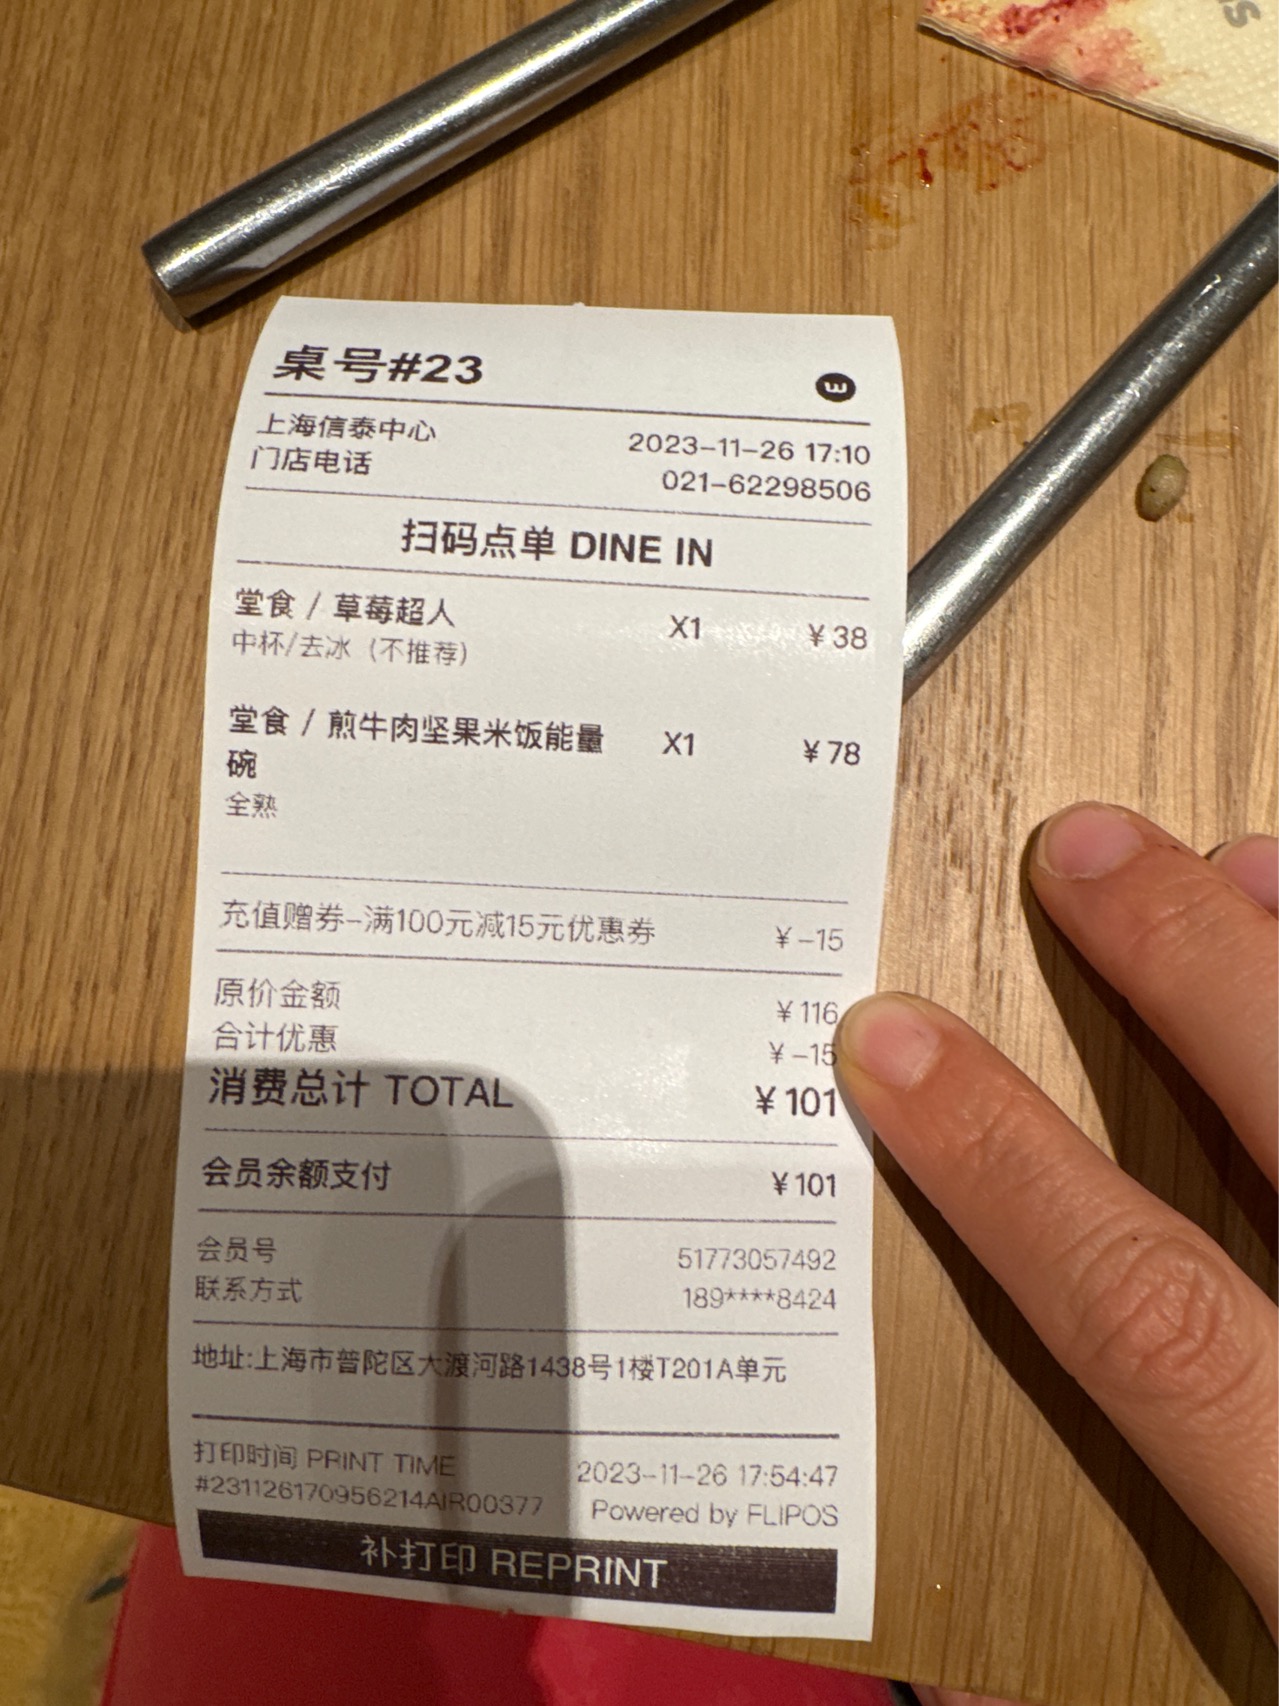 桌号#23
上海信泰中心 2023-11-26 17:10
门店电话 021-62298506
扫码点单 DINE IN
堂食 / 草莓超人 X1 ¥38
中杯/去冰（不推荐）
堂食 / 煎牛肉坚果米饭能量 X1 ¥78
碗
全熟
充值赠券-满100元减15元优惠券 ¥-15
原价金额 ¥116
合计优惠 ¥-15
消费总计 TOTAL ¥101
会员余额支付 ¥101
会员号 51773057492
联系方式 189****8424
地址:上海市普陀区大渡河路1438号1楼T201A单元
打印时间 PRINT TIME 2023-11-26 17:54:47
#231126170956214AIR00377 Powered by FLIPOS
补打印 REPRINT